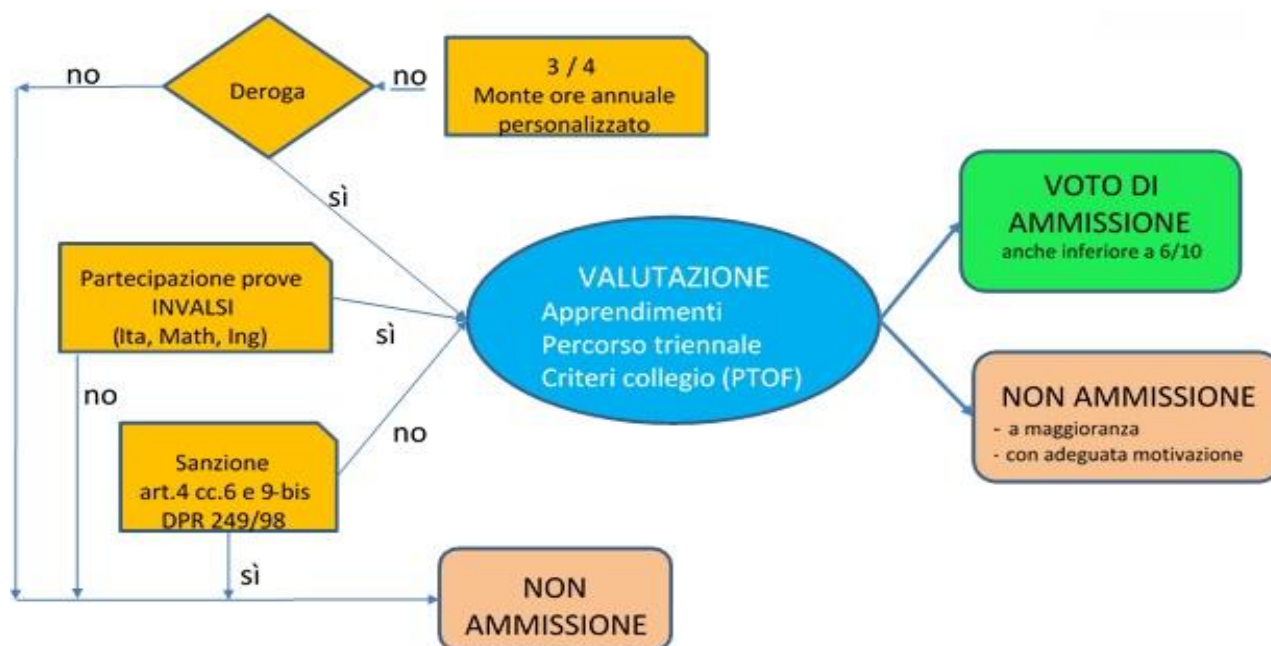 no
Deroga
no
3 / 4
Monte ore annuale
personalizzato
sì
Partecipazione prove
INVALSI
(Ita, Math, Ing)
sì
no
Sanzione
art.4 cc.6 e 9-bis
DPR 249/98
no
sì
VALUTAZIONE
Apprendimenti
Percorso triennale
Criteri collegio (PTOF)
VOTO DI
AMMISSIONE
anche inferiore a 6/10
NON AMMISSIONE
- a maggioranza
- con adeguata motivazione
NON
AMMISSIONE